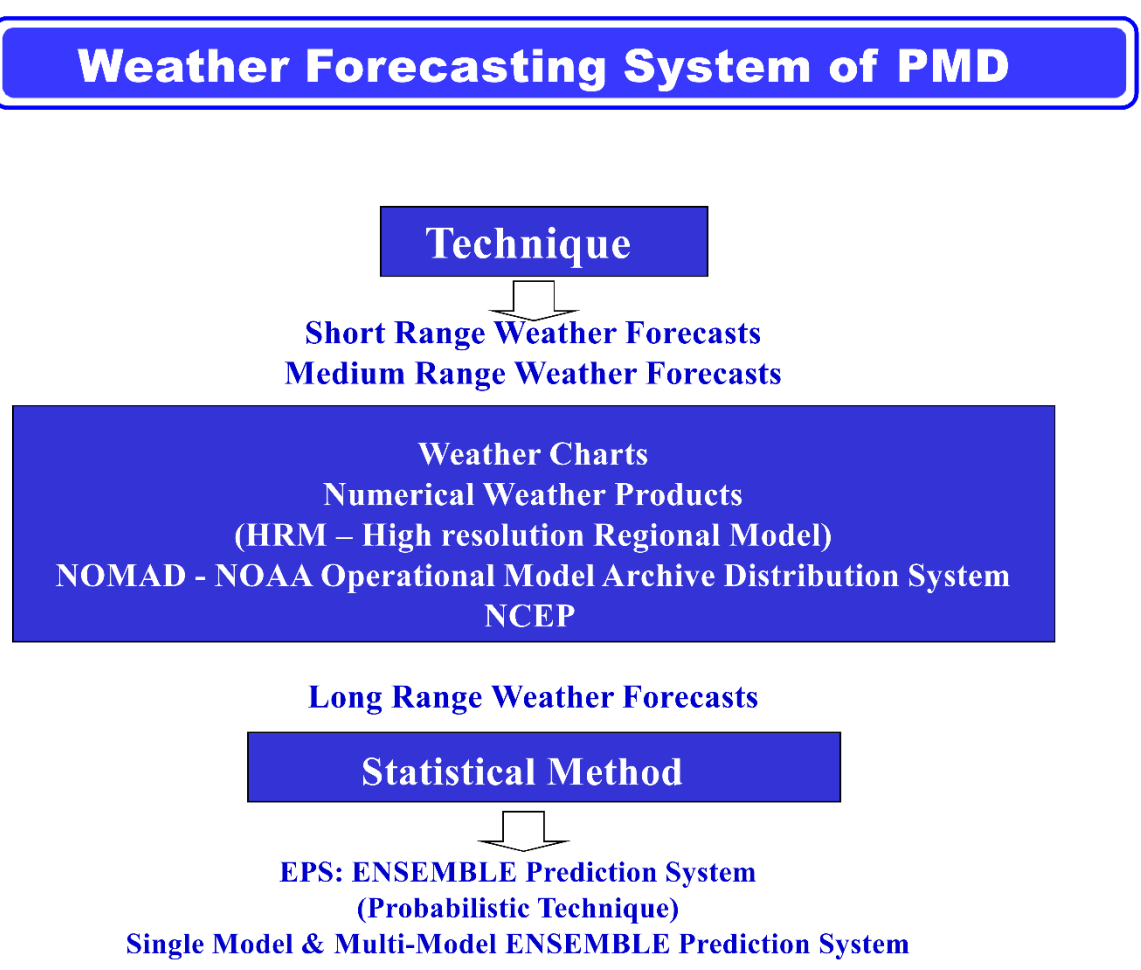 Weather Forecasting System of PMD
Technique
Short Range Weather Forecasts
Medium Range Weather Forecasts
Weather Charts
Numerical Weather Products
(HRM – High resolution Regional Model)
NOMAD - NOAA Operational Model Archive Distribution System
NCEP
Long Range Weather Forecasts
Statistical Method
EPS: ENSEMBLE Prediction System
(Probabilistic Technique)
Single Model & Multi-Model ENSEMBLE Prediction System